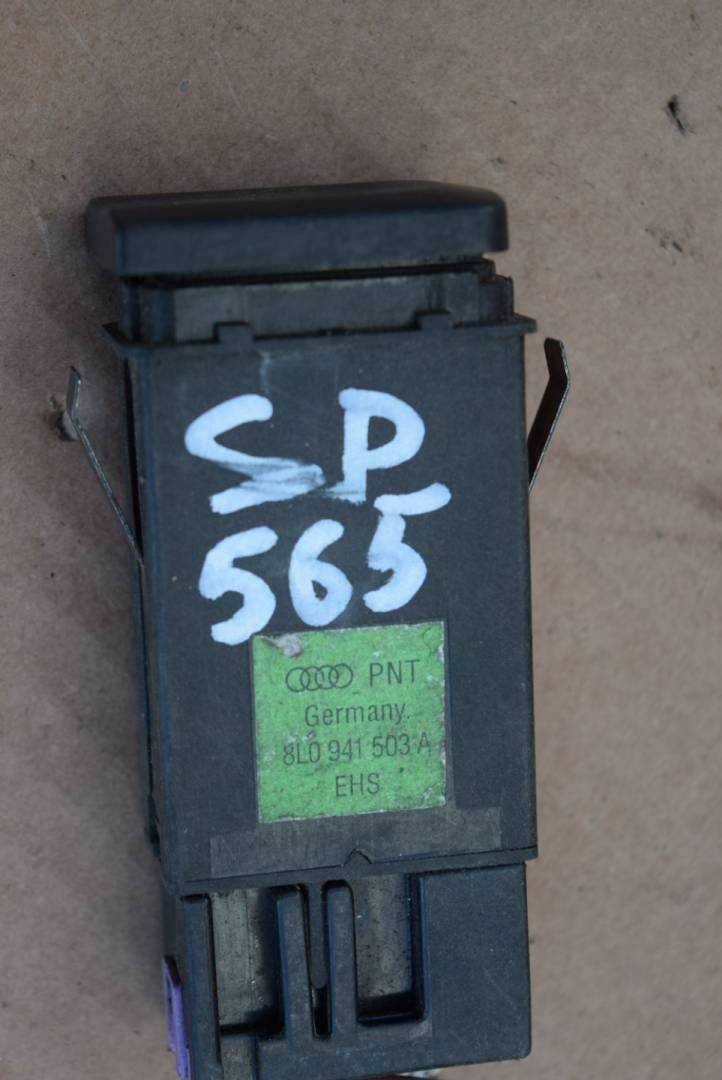 SP
565
PNT
Germany.
8L0 941 503 A
EHS